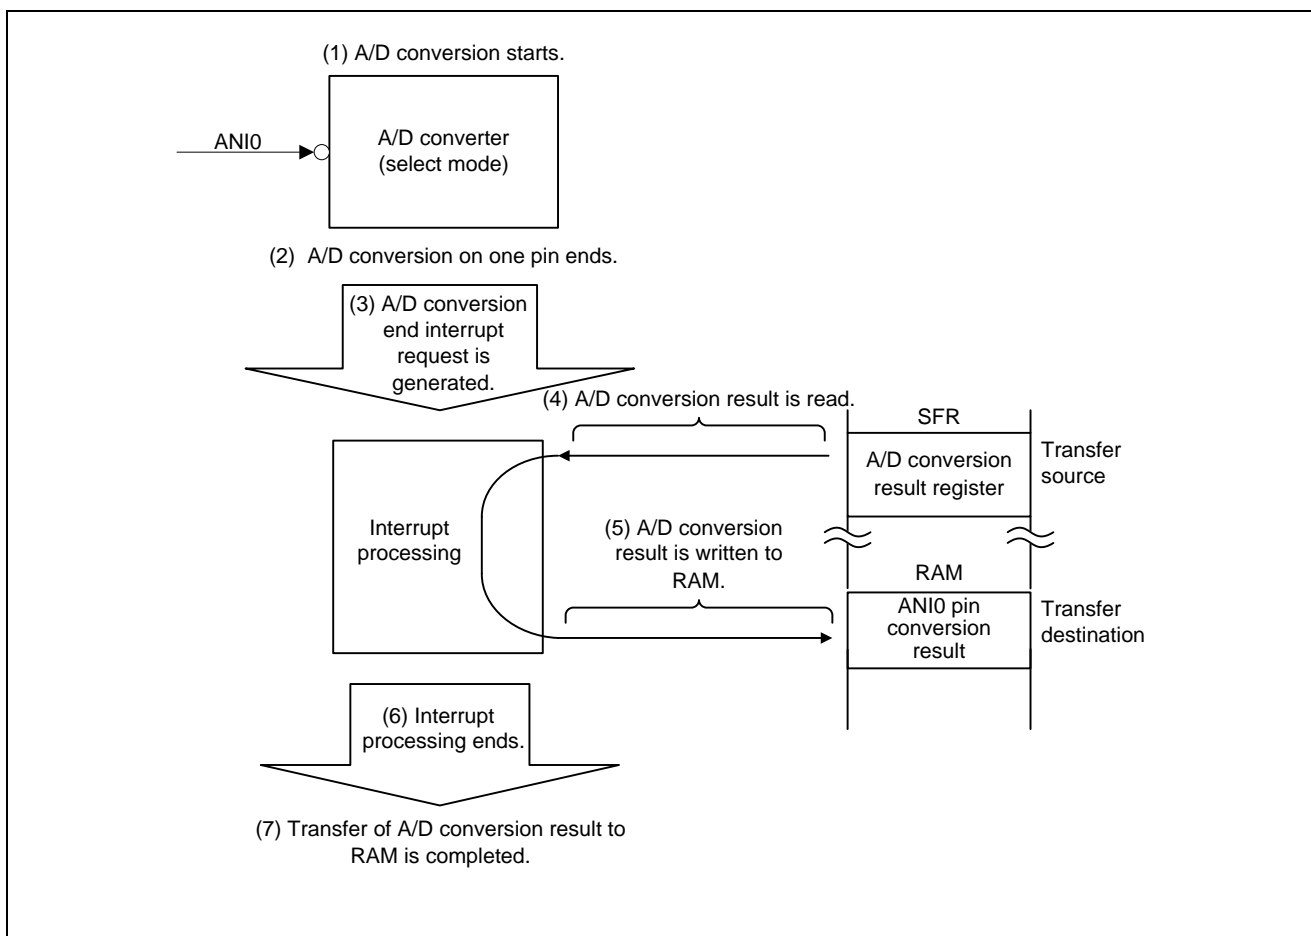 (1) A/D conversion starts.
ANI0
A/D converter
(select mode)
(2) A/D conversion on one pin ends.
(3) A/D conversion
end interrupt
request is
generated.
(4) A/D conversion result is read.
SFR
A/D conversion
result register
Transfer
source
Interrupt
processing
(5) A/D conversion
result is written to
RAM.
RAM
ANI0 pin
conversion
result
Transfer
destination
(6) Interrupt
processing ends.
(7) Transfer of A/D conversion result to
RAM is completed.